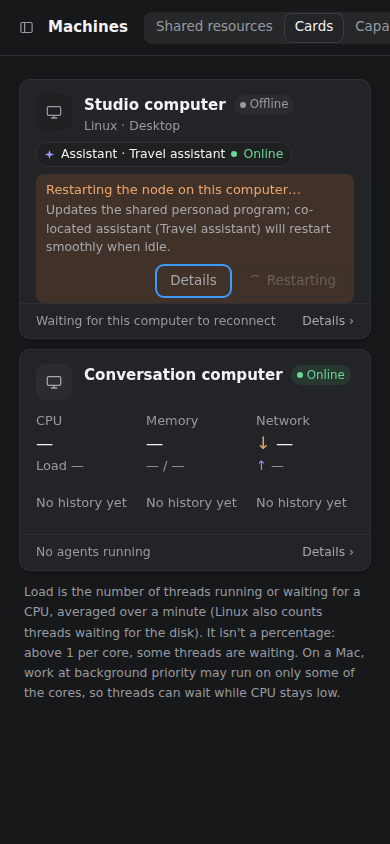 Machines
Shared resources
Cards
Capa
Studio computer
Offline
Linux · Desktop
Assistant · Travel assistant
Online
Restarting the node on this computer…
Updates the shared personad program; co-
located assistant (Travel assistant) will restart
smoothly when idle.
Details
Restarting
Waiting for this computer to reconnect
Details ›
Conversation computer
Online
CPU
Memory
Network
—
—
↓ —
Load —
— / —
↑ —
No history yet
No history yet
No history yet
No agents running
Details ›
Load is the number of threads running or waiting for a
CPU, averaged over a minute (Linux also counts
threads waiting for the disk). It isn't a percentage:
above 1 per core, some threads are waiting. On a Mac,
work at background priority may run on only some of
the cores, so threads can wait while CPU stays low.